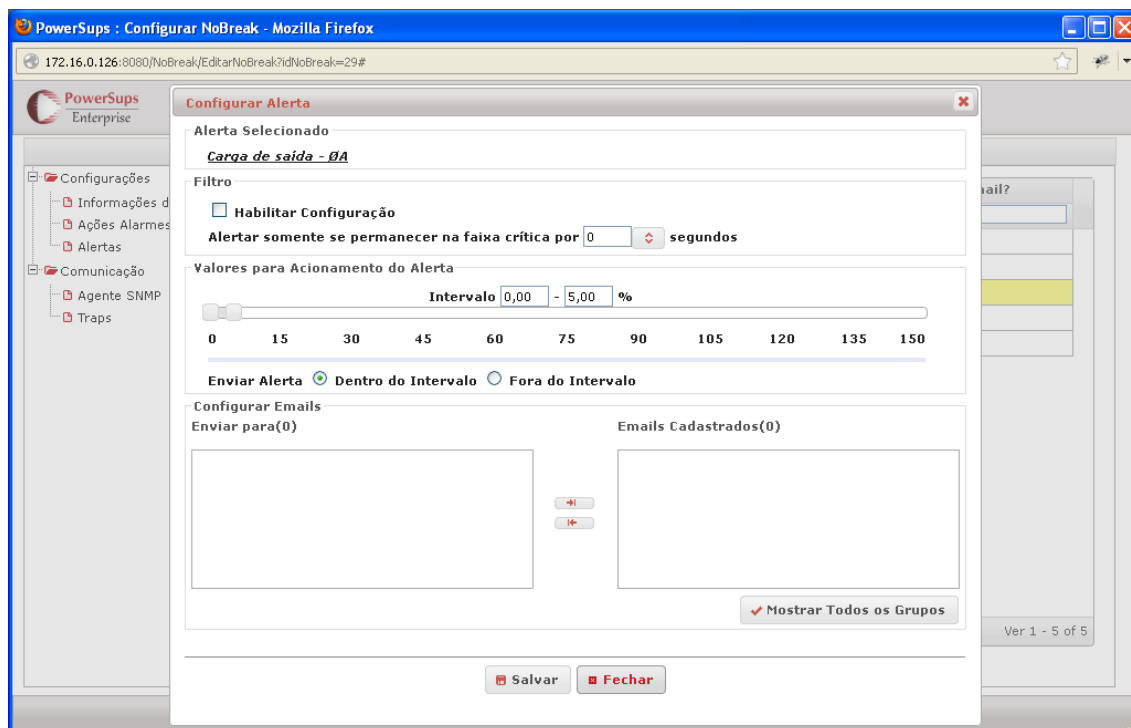 PowerSups : Configurar NoBreak - Mozilla Firefox
172.16.0.126:8080/NoBreak/EditarNoBreak?idNoBreak=29#
PowerSups
Enterprise
Configurações
Informações d
Ações Alarmes
Alertas
Comunicação
Agente SNMP
Traps
Configurar Alerta
Alerta Selecionado
Carga de saída - ØA
Filtro
Habilitar Configuração
Alertar somente se permanecer na faixa crítica por 0 segundos
Valores para Acionamento do Alerta
Intervalo 0,00 - 5,00 %
0 15 30 45 60 75 90 105 120 135 150
Enviar Alerta Dentro do Intervalo Fora do Intervalo
Configurar Emails
Enviar para(0) Emails Cadastrados(0)
Mostrar Todos os Grupos
Salvar Fechar
ail?
Ver 1 - 5 of 5